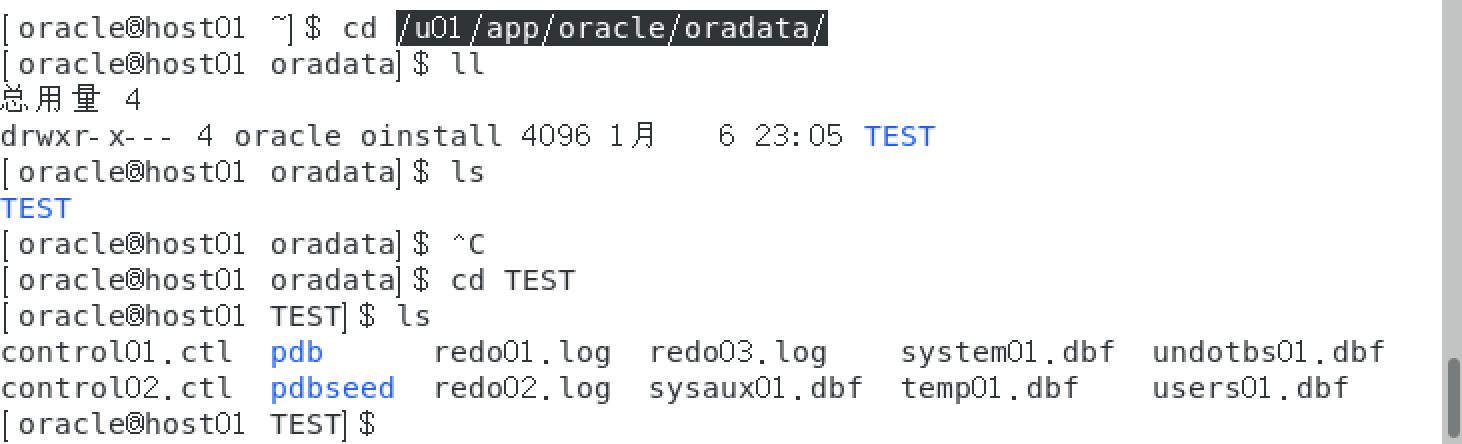 [oracle@host01 ~]$ cd /u01/app/oracle/oradata/
[oracle@host01 oradata]$ ll
总用量 4
drwxr-x--- 4 oracle oinstall 4096 1月   6 23:05 TEST
[oracle@host01 oradata]$ ls
TEST
[oracle@host01 oradata]$ ^C
[oracle@host01 oradata]$ cd TEST
[oracle@host01 TEST]$ ls
control01.ctl  pdb      redo01.log  redo03.log    system01.dbf  undotbs01.dbf
control02.ctl  pdbseed  redo02.log  sysaux01.dbf  temp01.dbf    users01.dbf
[oracle@host01 TEST]$